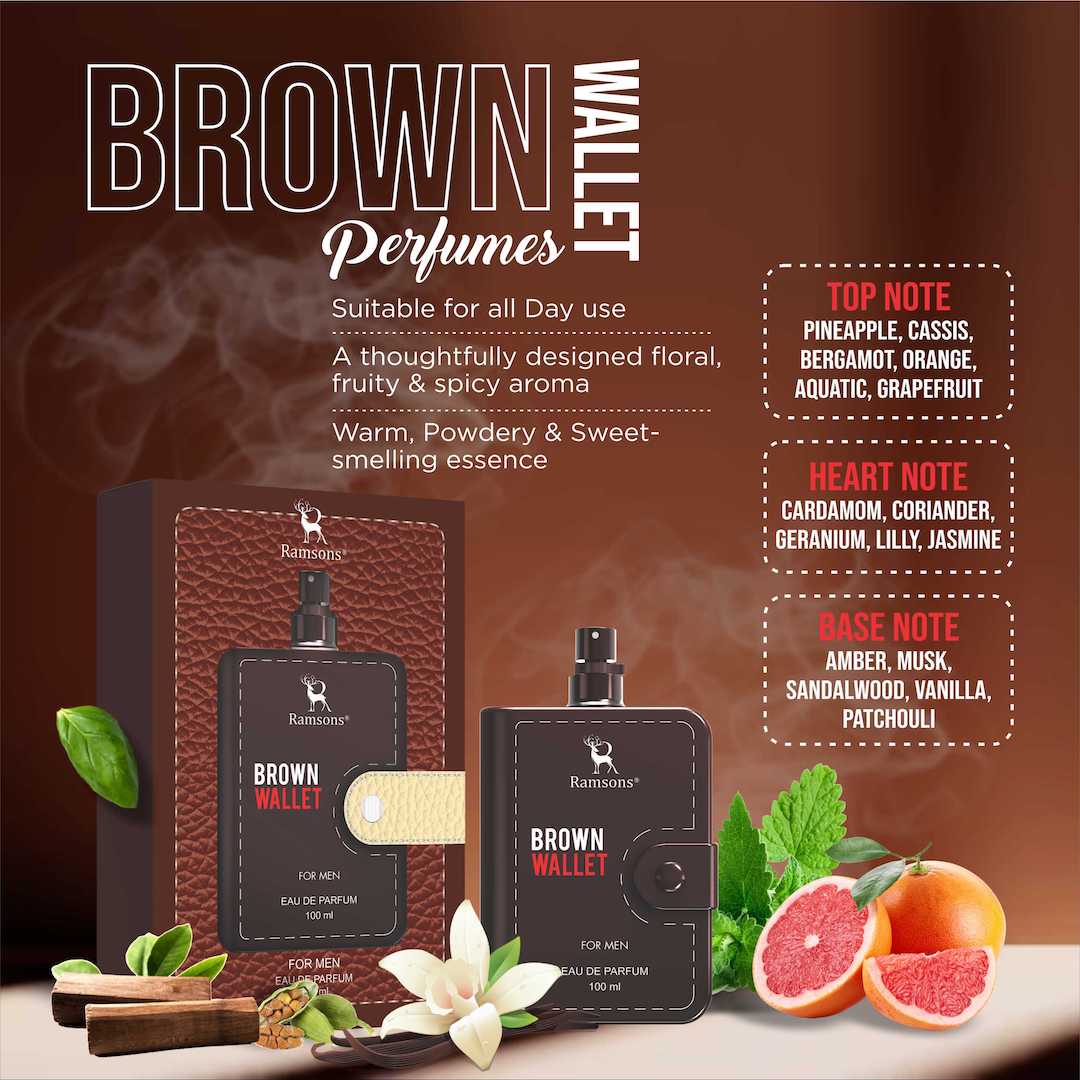 BROWN
WALLET
Perfumes
Suitable for all Day use
A thoughtfully designed floral,
fruity & spicy aroma
Warm, Powdery & Sweet-
smelling essence
TOP NOTE
PINEAPPLE, CASSIS,
BERGAMOT, ORANGE,
AQUATIC, GRAPEFRUIT
HEART NOTE
CARDAMOM, CORIANDER,
GERANIUM, LILLY, JASMINE
BASE NOTE
AMBER, MUSK,
SANDALWOOD, VANILLA,
PATCHOULI
Ramsons®
Ramsons®
BROWN
WALLET
FOR MEN
EAU DE PARFUM
100 ml
FOR MEN
EAU DE PARFUM
ml
Ramsons®
BROWN
WALLET
FOR MEN
EAU DE PARFUM
100 ml